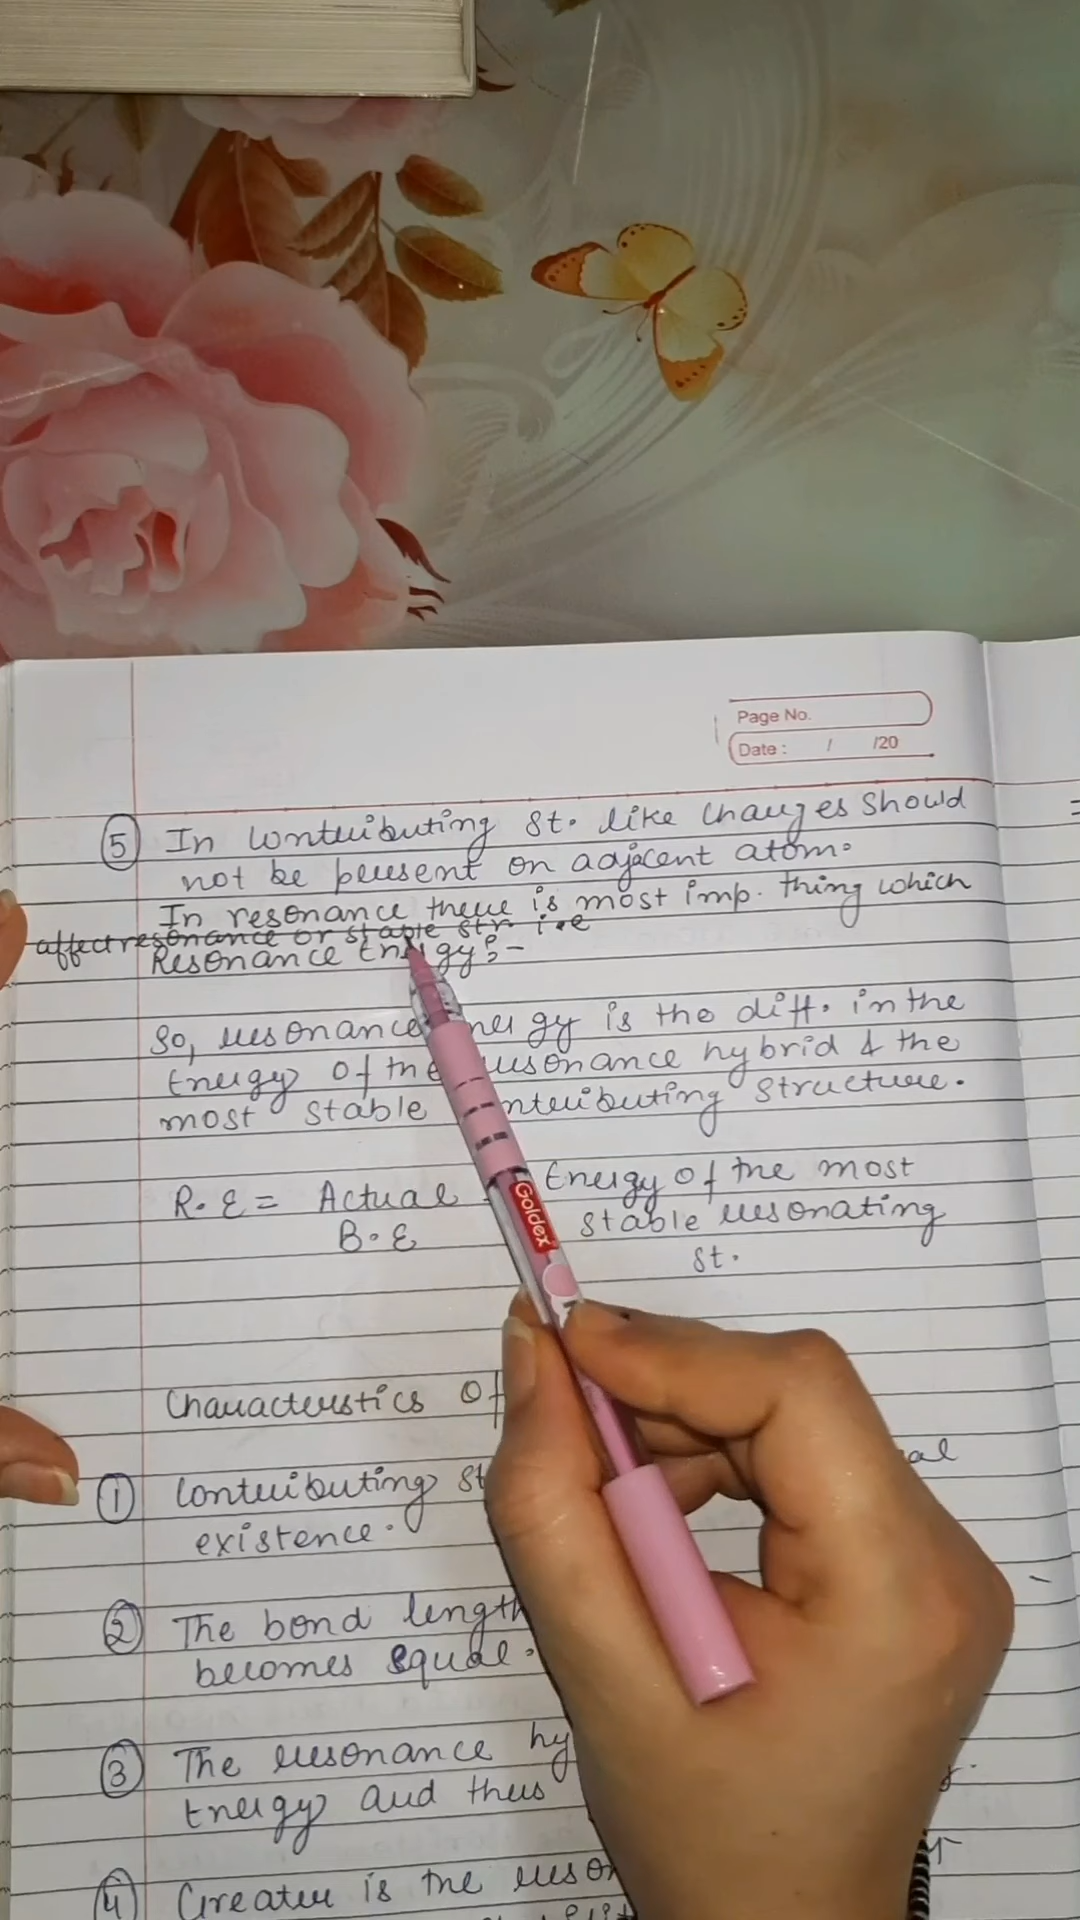 Page No.
Date : / /20
⑤ In contributing st. like charges should
not be present on adjacent atom.
In resonance there is most imp. thing which
affect resonance or stable str. i.e
Resonance Energy:-
So, resonance energy is the diff. in the
Energy of the resonance hybrid & the
most stable contributing structure.
R.E = Actual - Energy of the most
B.E stable resonating
st.
Characterstics of
① Contributing st al
existence.
② The bond length
becomes equal.
③ The resonance hy
Energy and thus
④ Greater is the reson
Goldex